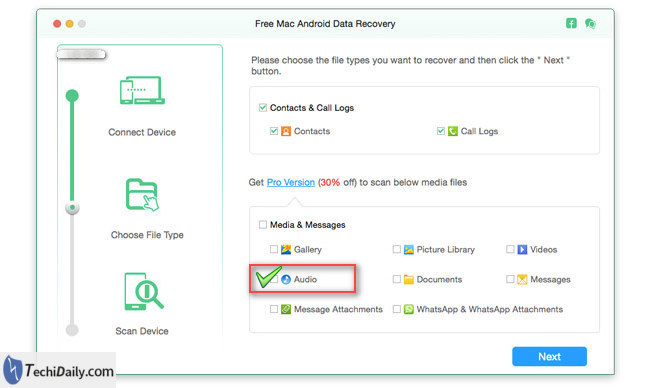 Free Mac Android Data Recovery
Please choose the file types you want to recover and then click the " Next "
button.
Connect Device
Choose File Type
Scan Device
Contacts & Call Logs
Contacts
Call Logs
Get Pro Version (30% off) to scan below media files
Media & Messages
Gallery
Picture Library
Videos
Audio
Documents
Messages
Message Attachments
WhatsApp & WhatsApp Attachments
Next
TechiDaily.com